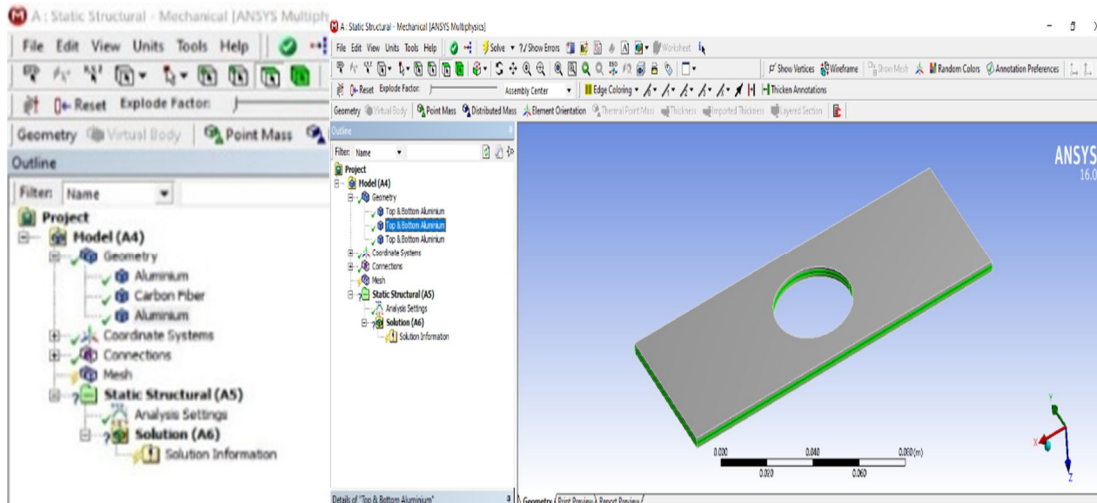 A : Static Structural - Mechanical [ANSYS Multiph
File Edit View Units Tools Help
Reset Explode Factor:
Geometry Virtual Body Point Mass
Outline
Filter: Name
Project
Model (A4)
Geometry
Aluminium
Carbon Fiber
Aluminium
Coordinate Systems
Connections
Mesh
Static Structural (A5)
Analysis Settings
Solution (A6)
Solution Information
A : Static Structural - Mechanical [ANSYS Multiphysics]
File Edit View Units Tools Help Solve ?/ Show Errors Worksheet
Show Vertices Wireframe Show Mesh Random Colors Annotation Preferences
Reset Explode Factor: Assembly Center Edge Coloring Thicken Annotations
Geometry Virtual Body Point Mass Distributed Mass Element Orientation Thermal Point Mass Thickness Imported Thickness Layered Section
Outline
Filter: Name
Project
Model (A4)
Geometry
Top & Bottom Aluminium
Top & Bottom Aluminium
Top & Bottom Aluminium
Coordinate Systems
Connections
Mesh
Static Structural (A5)
Analysis Settings
Solution (A6)
Solution Information
Details of "Top & Bottom Aluminium"
ANSYS
16.0
Y
X
Z
0.000 0.040 0.080 (m)
0.020 0.060
Geometry Print Preview Report Preview